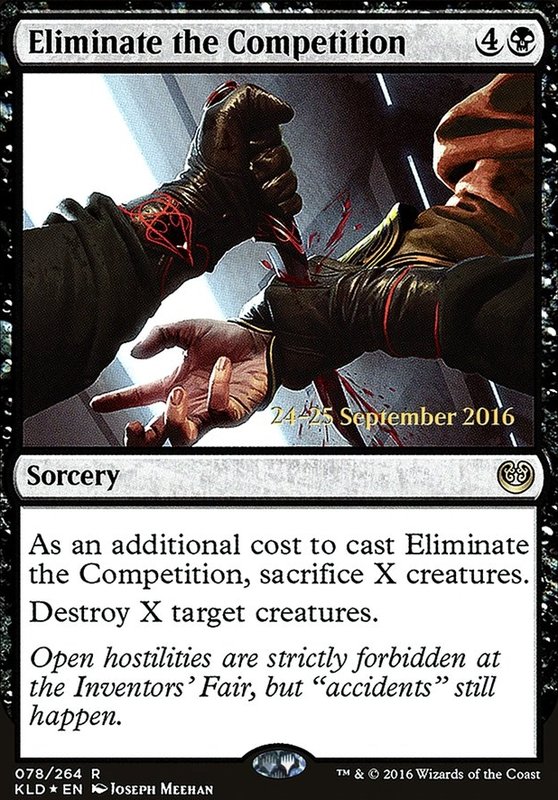 Eliminate the Competition 4
24-25 September 2016
Sorcery
As an additional cost to cast Eliminate
the Competition, sacrifice X creatures.
Destroy X target creatures.
Open hostilities are strictly forbidden at
the Inventors' Fair, but “accidents” still
happen.
078/264 R
KLD ★ EN Joseph Meehan
™ & © 2016 Wizards of the Coast